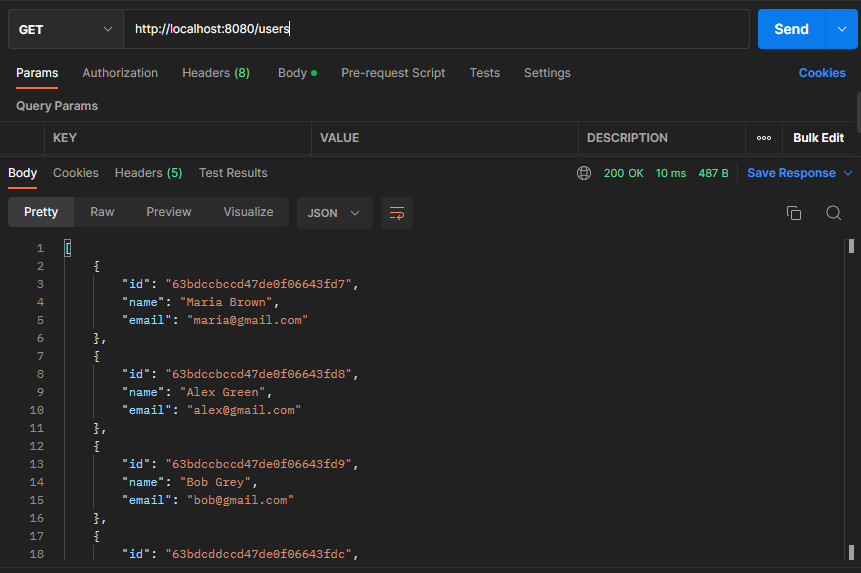 GET http://localhost:8080/users Send
Params Authorization Headers (8) Body Pre-request Script Tests Settings Cookies
Query Params
KEY VALUE DESCRIPTION ooo Bulk Edit
Body Cookies Headers (5) Test Results 200 OK 10 ms 487 B Save Response
Pretty Raw Preview Visualize JSON
1 [
2 {
3 "id": "63bdccbccd47de0f06643fd7",
4 "name": "Maria Brown",
5 "email": "maria@gmail.com"
6 },
7 {
8 "id": "63bdccbccd47de0f06643fd8",
9 "name": "Alex Green",
10 "email": "alex@gmail.com"
11 },
12 {
13 "id": "63bdccbccd47de0f06643fd9",
14 "name": "Bob Grey",
15 "email": "bob@gmail.com"
16 },
17 {
18 "id": "63bdcddccd47de0f06643fdc",